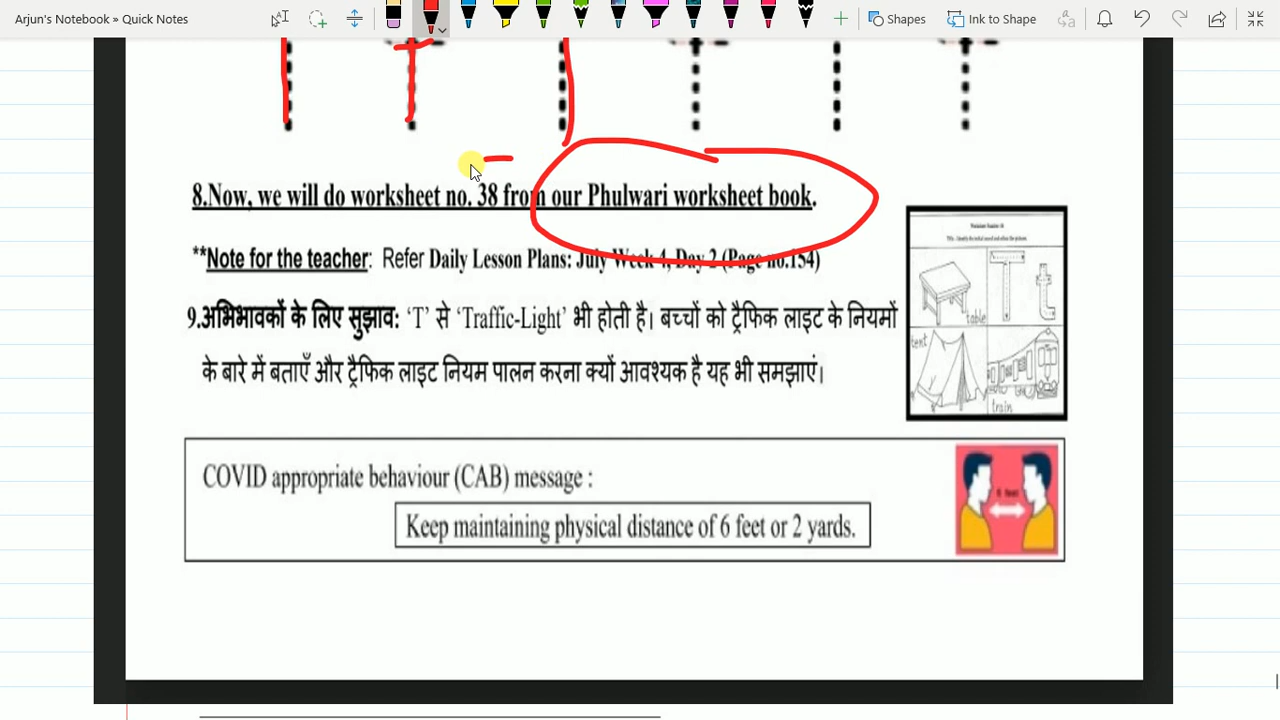 Arjun's Notebook » Quick Notes
Shapes
Ink to Shape
8.Now, we will do worksheet no. 38 from our Phulwari worksheet book.
**Note for the teacher: Refer Daily Lesson Plans: July Week 4, Day 2 (Page no.154)
9.अभिभावकों के लिए सुझाव: ‘T’ से ‘Traffic-Light’ भी होती है। बच्चों को ट्रैफिक लाइट के नियमों
के बारे में बताएँ और ट्रैफिक लाइट नियम पालन करना क्यों आवश्यक है यह भी समझाएं।
table
T t
tent
train
COVID appropriate behaviour (CAB) message :
Keep maintaining physical distance of 6 feet or 2 yards.
6 feet